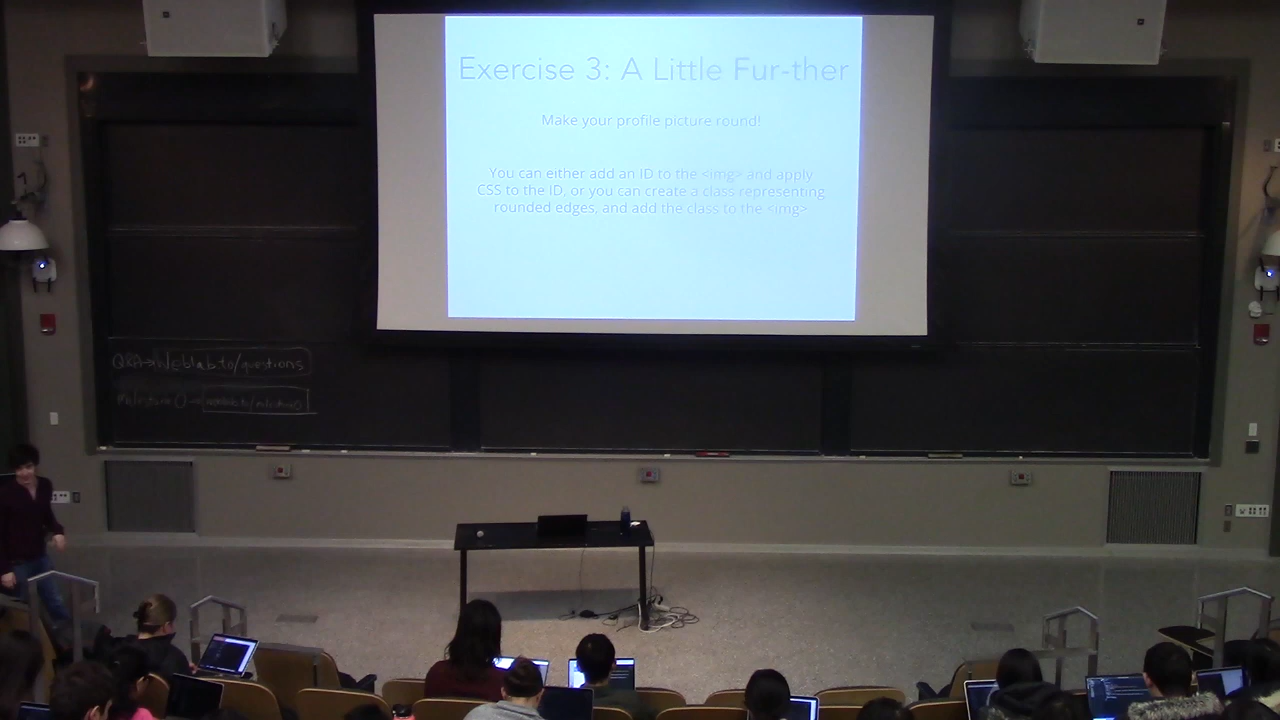 Exercise 3: A Little Fur-ther
Make your profile picture round!
You can either add an ID to the <img> and apply
CSS to the ID, or you can create a class representing
rounded edges, and add the class to the <img>
Q&A→weblab.to/questions